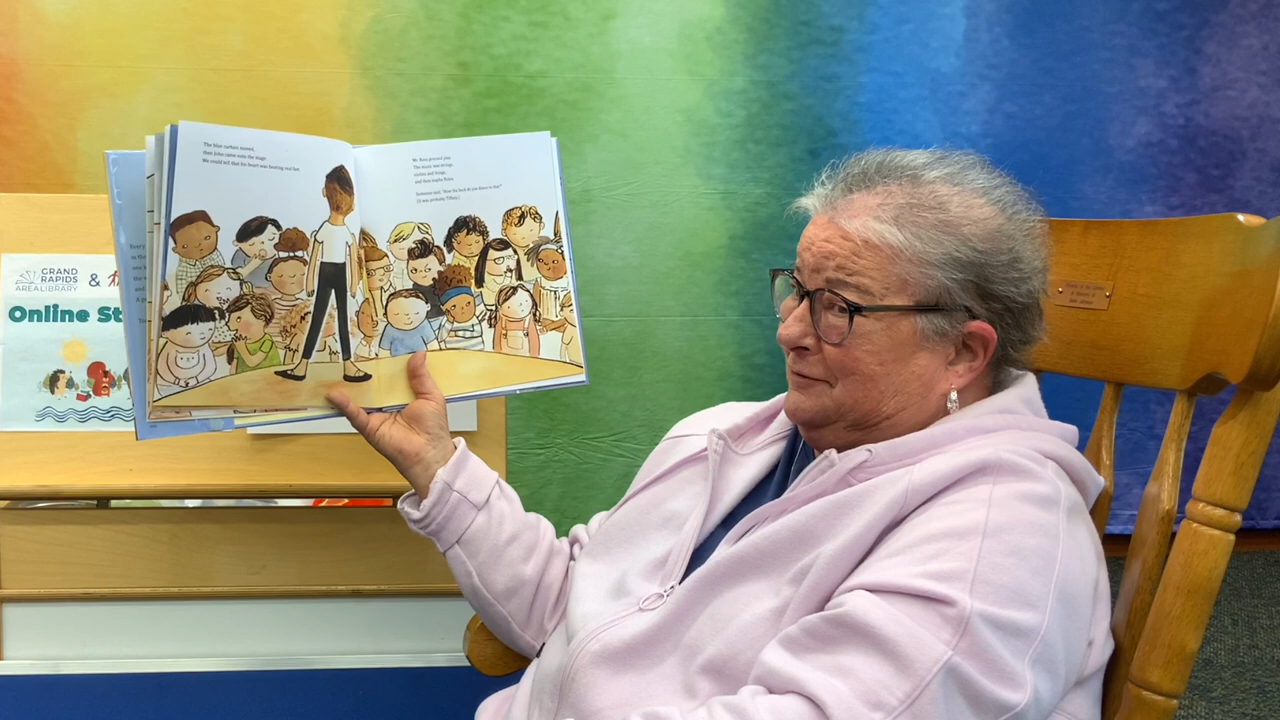 The blue curtain moved,
then John came onto the stage.
We could tell that his heart was beating real fast.
Mr Ross pressed play.
The music was strings,
violins and things,
and then maybe flutes.
Someone said, "How the heck do you dance to that?"
(It was probably Tiffany.)
GRAND
RAPIDS
AREA LIBRARY
&
Online St